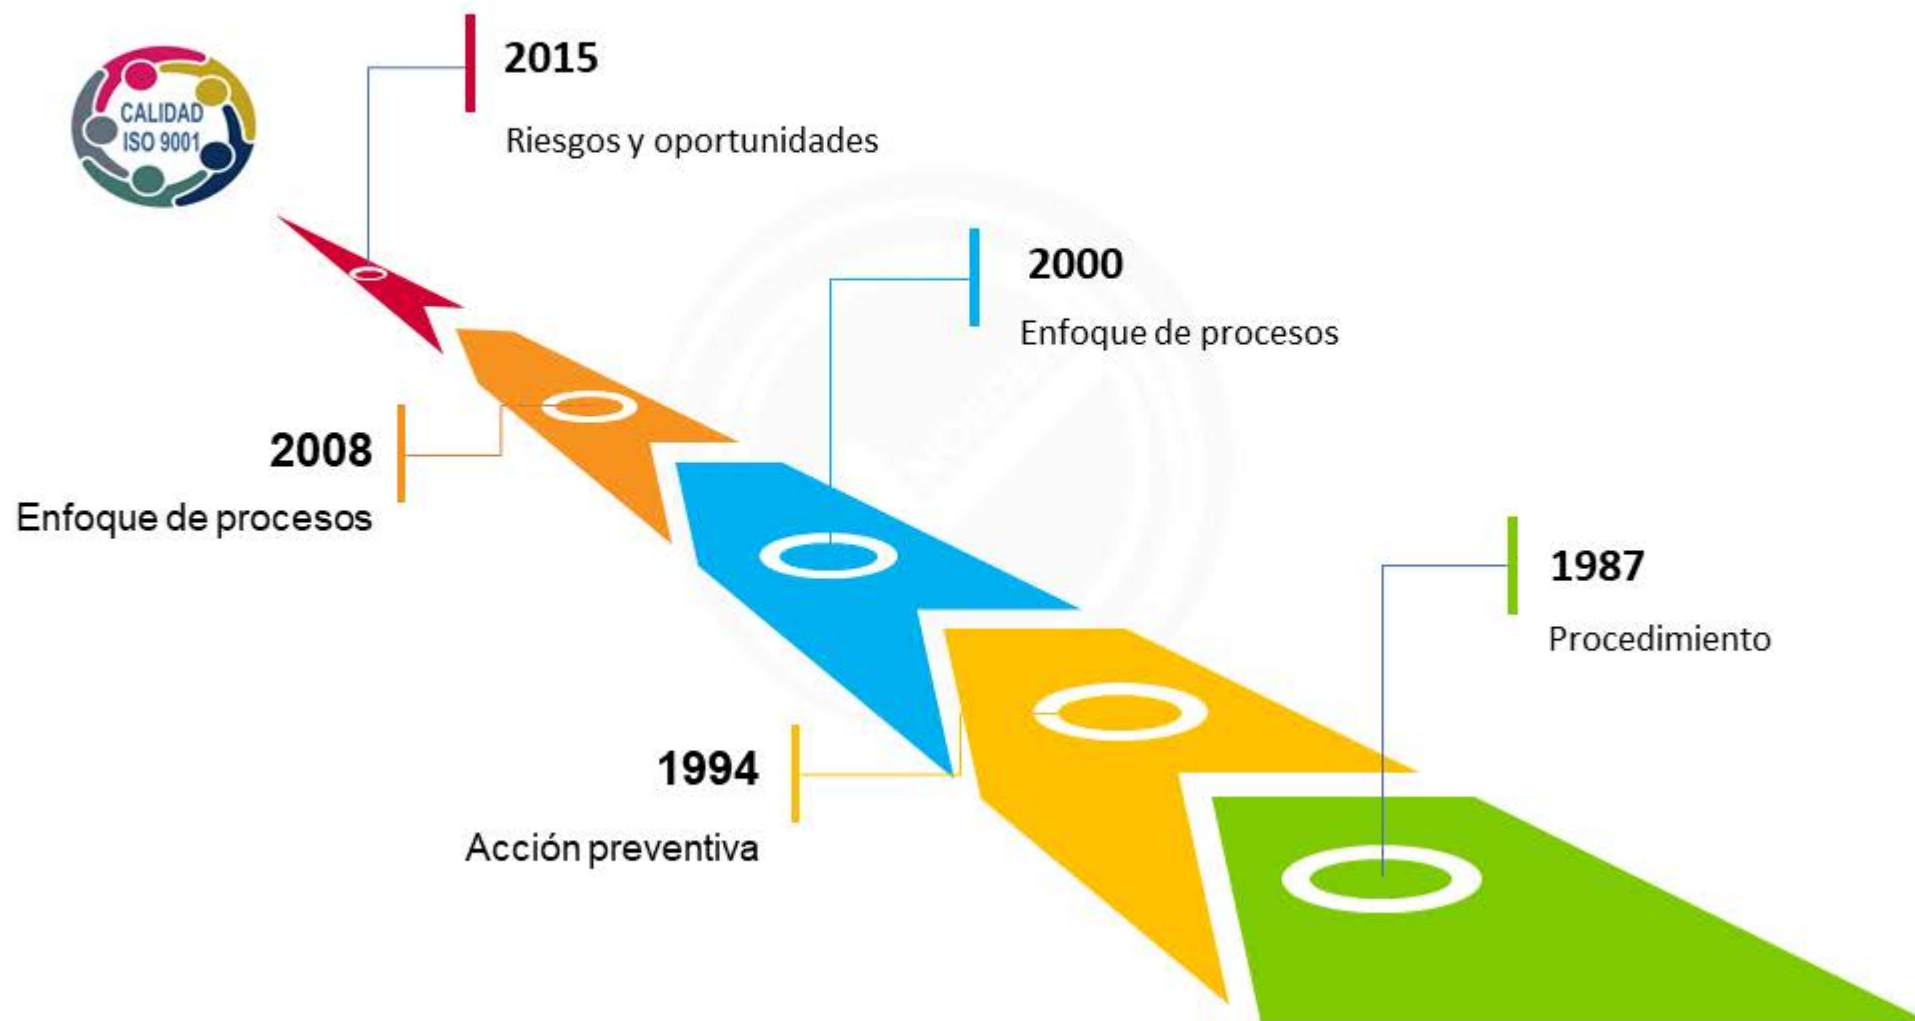 CALIDAD
ISO 9001
2015
Riesgos y oportunidades
2000
Enfoque de procesos
2008
Enfoque de procesos
1987
Procedimiento
1994
Acción preventiva